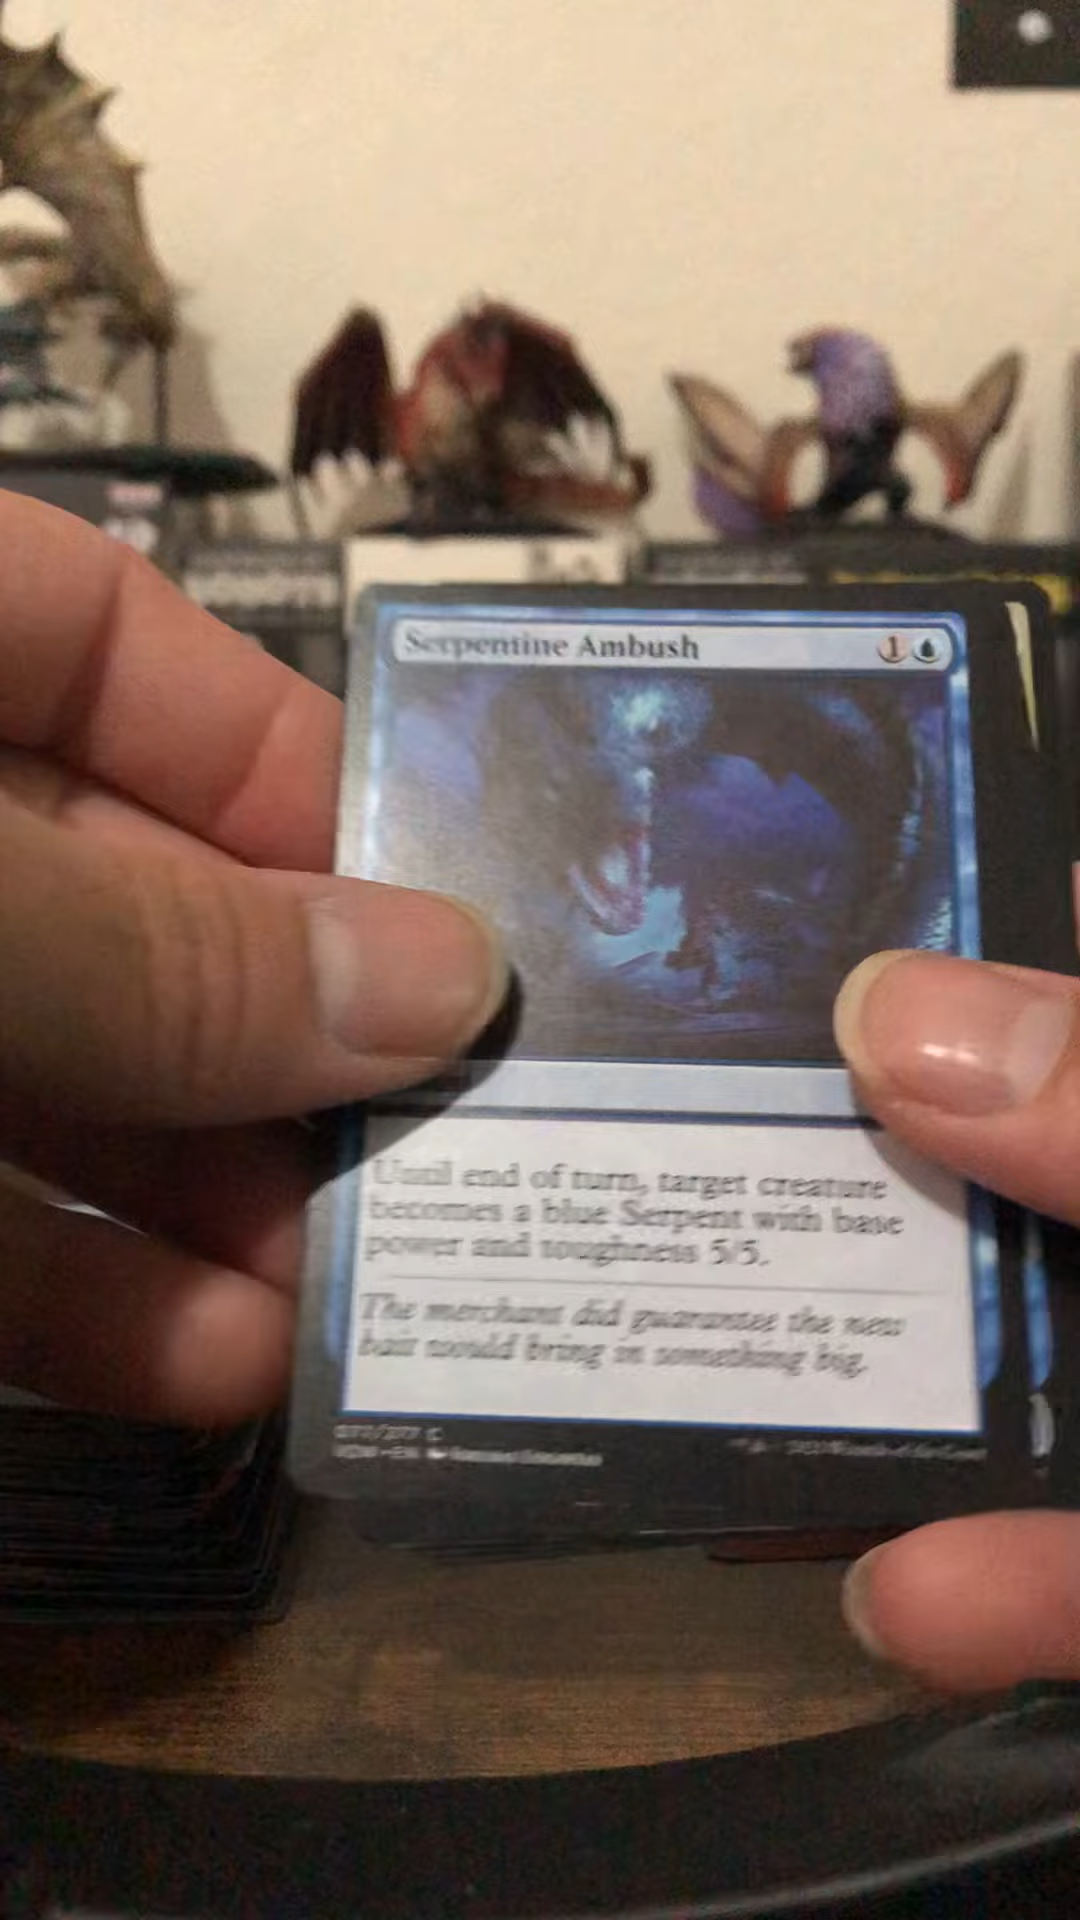 Serpentine Ambush
1
Until end of turn, target creature
becomes a blue Serpent with base
power and toughness 5/5.
The merchant did guarantee the new
bait would bring in something big.